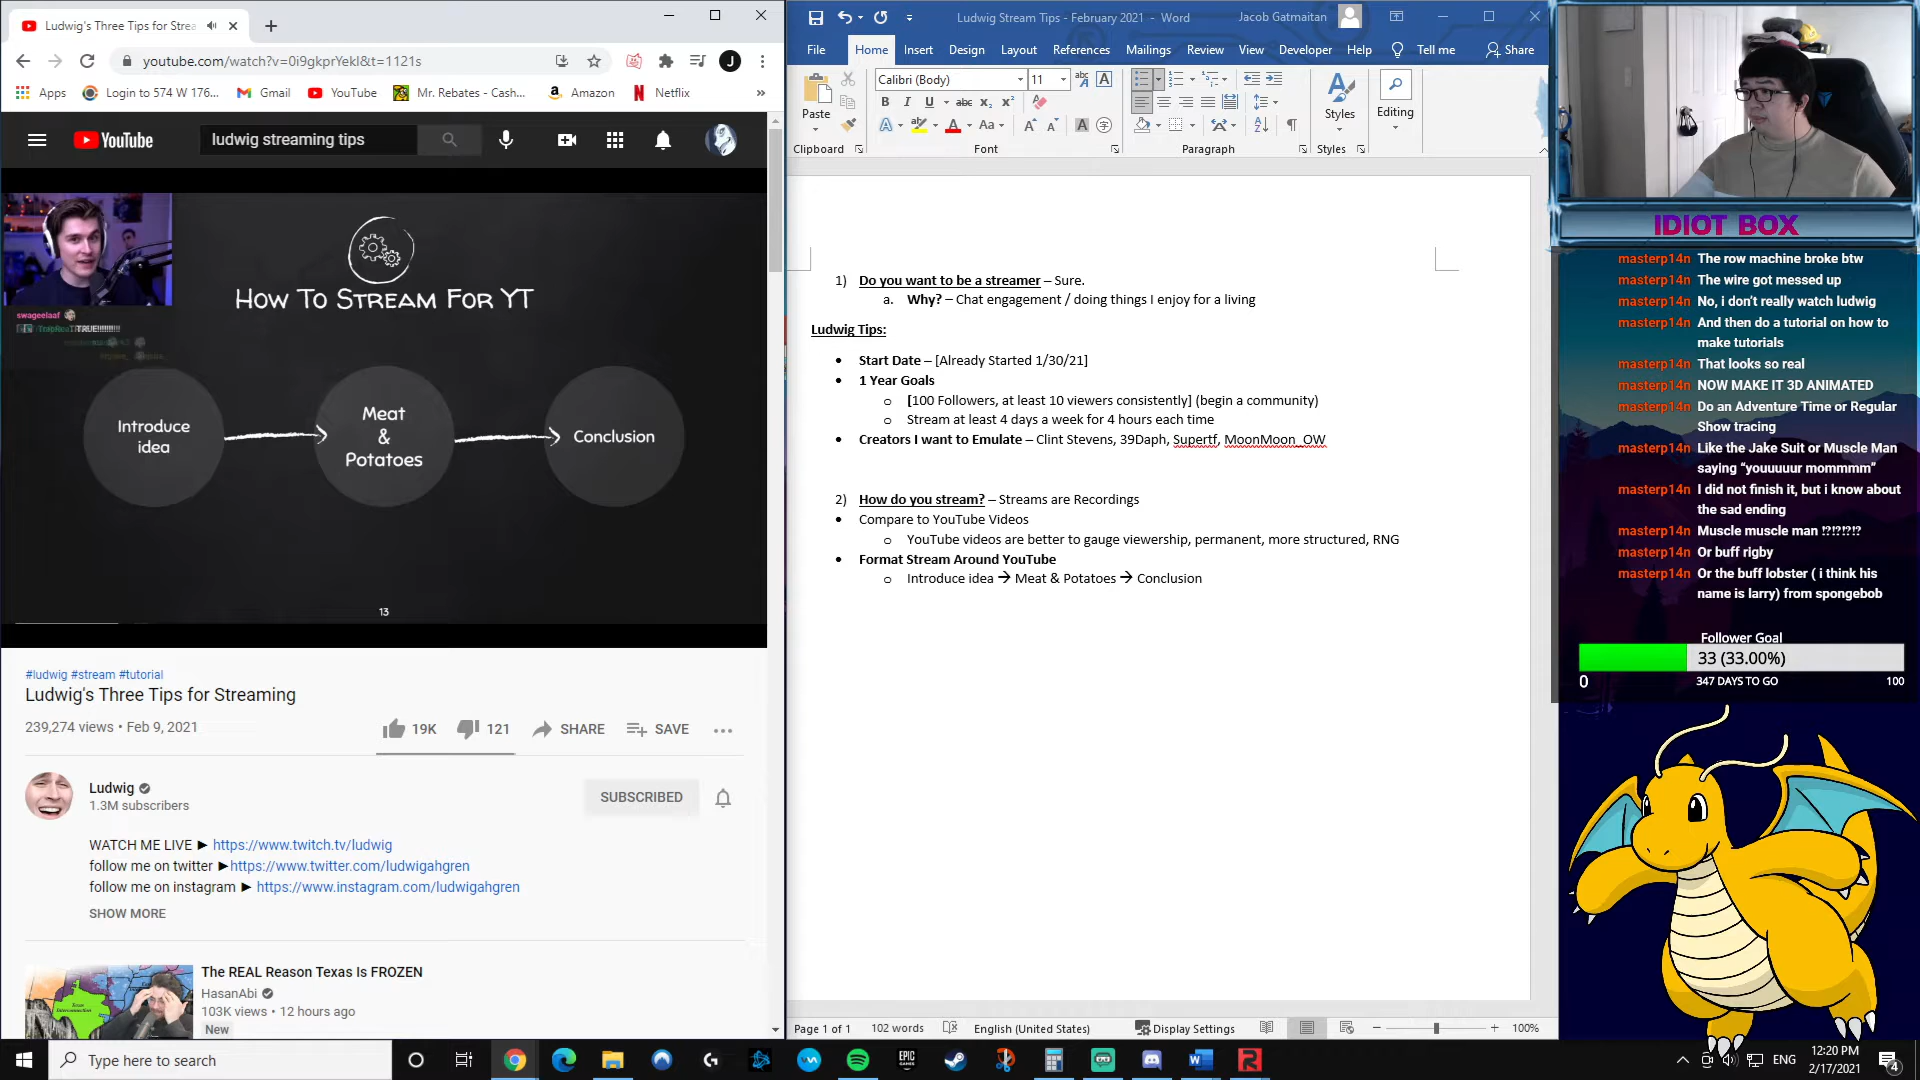 Ludwig's Three Tips for Strea
youtube.com/watch?v=0i9gkprYekI&t=1121s
J
Apps
Login to 574 W 176...
Gmail
YouTube
Mr. Rebates - Cash...
Amazon
Netflix
»
YouTube
ludwig streaming tips
swageelaaf
TRUE!!!!!!!!!
HOW TO STREAM FOR YT
Introduce
idea
Meat
&
Potatoes
Conclusion
13
#ludwig #stream #tutorial
Ludwig's Three Tips for Streaming
239,274 views • Feb 9, 2021
19K
121
SHARE
SAVE
Ludwig
1.3M subscribers
SUBSCRIBED
WATCH ME LIVE ► https://www.twitch.tv/ludwig
follow me on twitter ►https://www.twitter.com/ludwigahgren
follow me on instagram ► https://www.instagram.com/ludwigahgren
SHOW MORE
The REAL Reason Texas Is FROZEN
HasanAbi
103K views • 12 hours ago
New
Ludwig Stream Tips - February 2021 - Word
Jacob Gatmaitan
File Home Insert Design Layout References Mailings Review View Developer Help Tell me Share
Calibri (Body) 11
Paste
Styles
Editing
Clipboard
Font
Paragraph
Styles
1) Do you want to be a streamer – Sure.
a. Why? – Chat engagement / doing things I enjoy for a living
Ludwig Tips:
• Start Date – [Already Started 1/30/21]
• 1 Year Goals
o [100 Followers, at least 10 viewers consistently] (begin a community)
o Stream at least 4 days a week for 4 hours each time
• Creators I want to Emulate – Clint Stevens, 39Daph, Supertf, MoonMoon_OW
2) How do you stream? – Streams are Recordings
• Compare to YouTube Videos
o YouTube videos are better to gauge viewership, permanent, more structured, RNG
• Format Stream Around YouTube
o Introduce idea → Meat & Potatoes → Conclusion
Page 1 of 1
102 words
English (United States)
Display Settings
100%
IDIOT BOX
masterp14n The row machine broke btw
masterp14n The wire got messed up
masterp14n No, i don't really watch ludwig
masterp14n And then do a tutorial on how to
make tutorials
masterp14n That looks so real
masterp14n NOW MAKE IT 3D ANIMATED
masterp14n Do an Adventure Time or Regular
Show tracing
masterp14n Like the Jake Suit or Muscle Man
saying “youuuuur mommmm”
masterp14n I did not finish it, but i know about
the sad ending
masterp14n Muscle muscle man !?!?!?!?
masterp14n Or buff rigby
masterp14n Or the buff lobster ( i think his
name is larry) from spongebob
Follower Goal
33 (33.00%)
0
347 DAYS TO GO
100
Type here to search
EPIC
GAMES
ENG
12:20 PM
2/17/2021
4